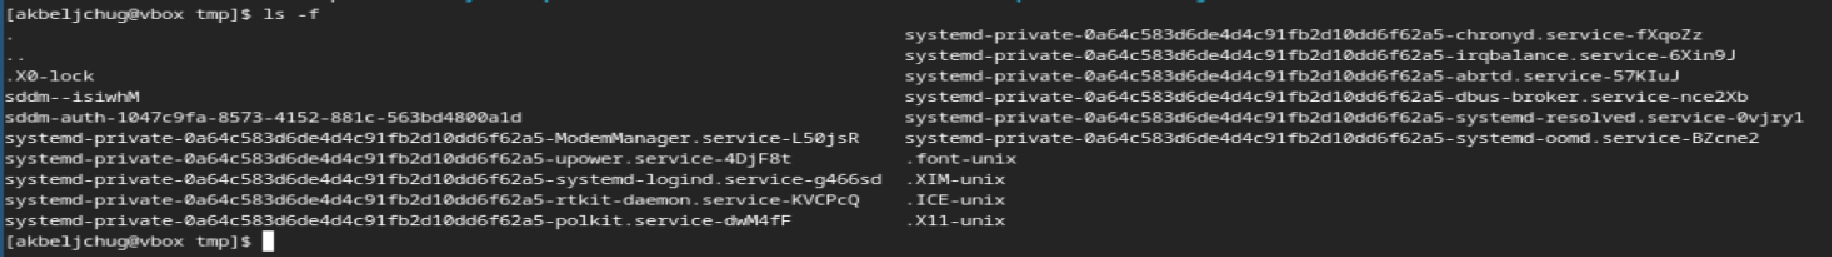 [akbeljchug@vbox tmp]$ ls -f
. systemd-private-0a64c583d6de4d4c91fb2d10dd6f62a5-chronyd.service-fXqoZz
.. systemd-private-0a64c583d6de4d4c91fb2d10dd6f62a5-irqbalance.service-6Xin9J
.X0-lock systemd-private-0a64c583d6de4d4c91fb2d10dd6f62a5-abrtd.service-57KIuJ
sddm--isiwhM systemd-private-0a64c583d6de4d4c91fb2d10dd6f62a5-dbus-broker.service-nce2Xb
sddm-auth-1047c9fa-8573-4152-881c-563bd4800a1d systemd-private-0a64c583d6de4d4c91fb2d10dd6f62a5-systemd-resolved.service-0vjry1
systemd-private-0a64c583d6de4d4c91fb2d10dd6f62a5-ModemManager.service-L50jsR systemd-private-0a64c583d6de4d4c91fb2d10dd6f62a5-systemd-oomd.service-BZcne2
systemd-private-0a64c583d6de4d4c91fb2d10dd6f62a5-upower.service-4DjF8t .font-unix
systemd-private-0a64c583d6de4d4c91fb2d10dd6f62a5-systemd-logind.service-g466sd .XIM-unix
systemd-private-0a64c583d6de4d4c91fb2d10dd6f62a5-rtkit-daemon.service-KVCPcQ .ICE-unix
systemd-private-0a64c583d6de4d4c91fb2d10dd6f62a5-polkit.service-dwM4fF .X11-unix
[akbeljchug@vbox tmp]$